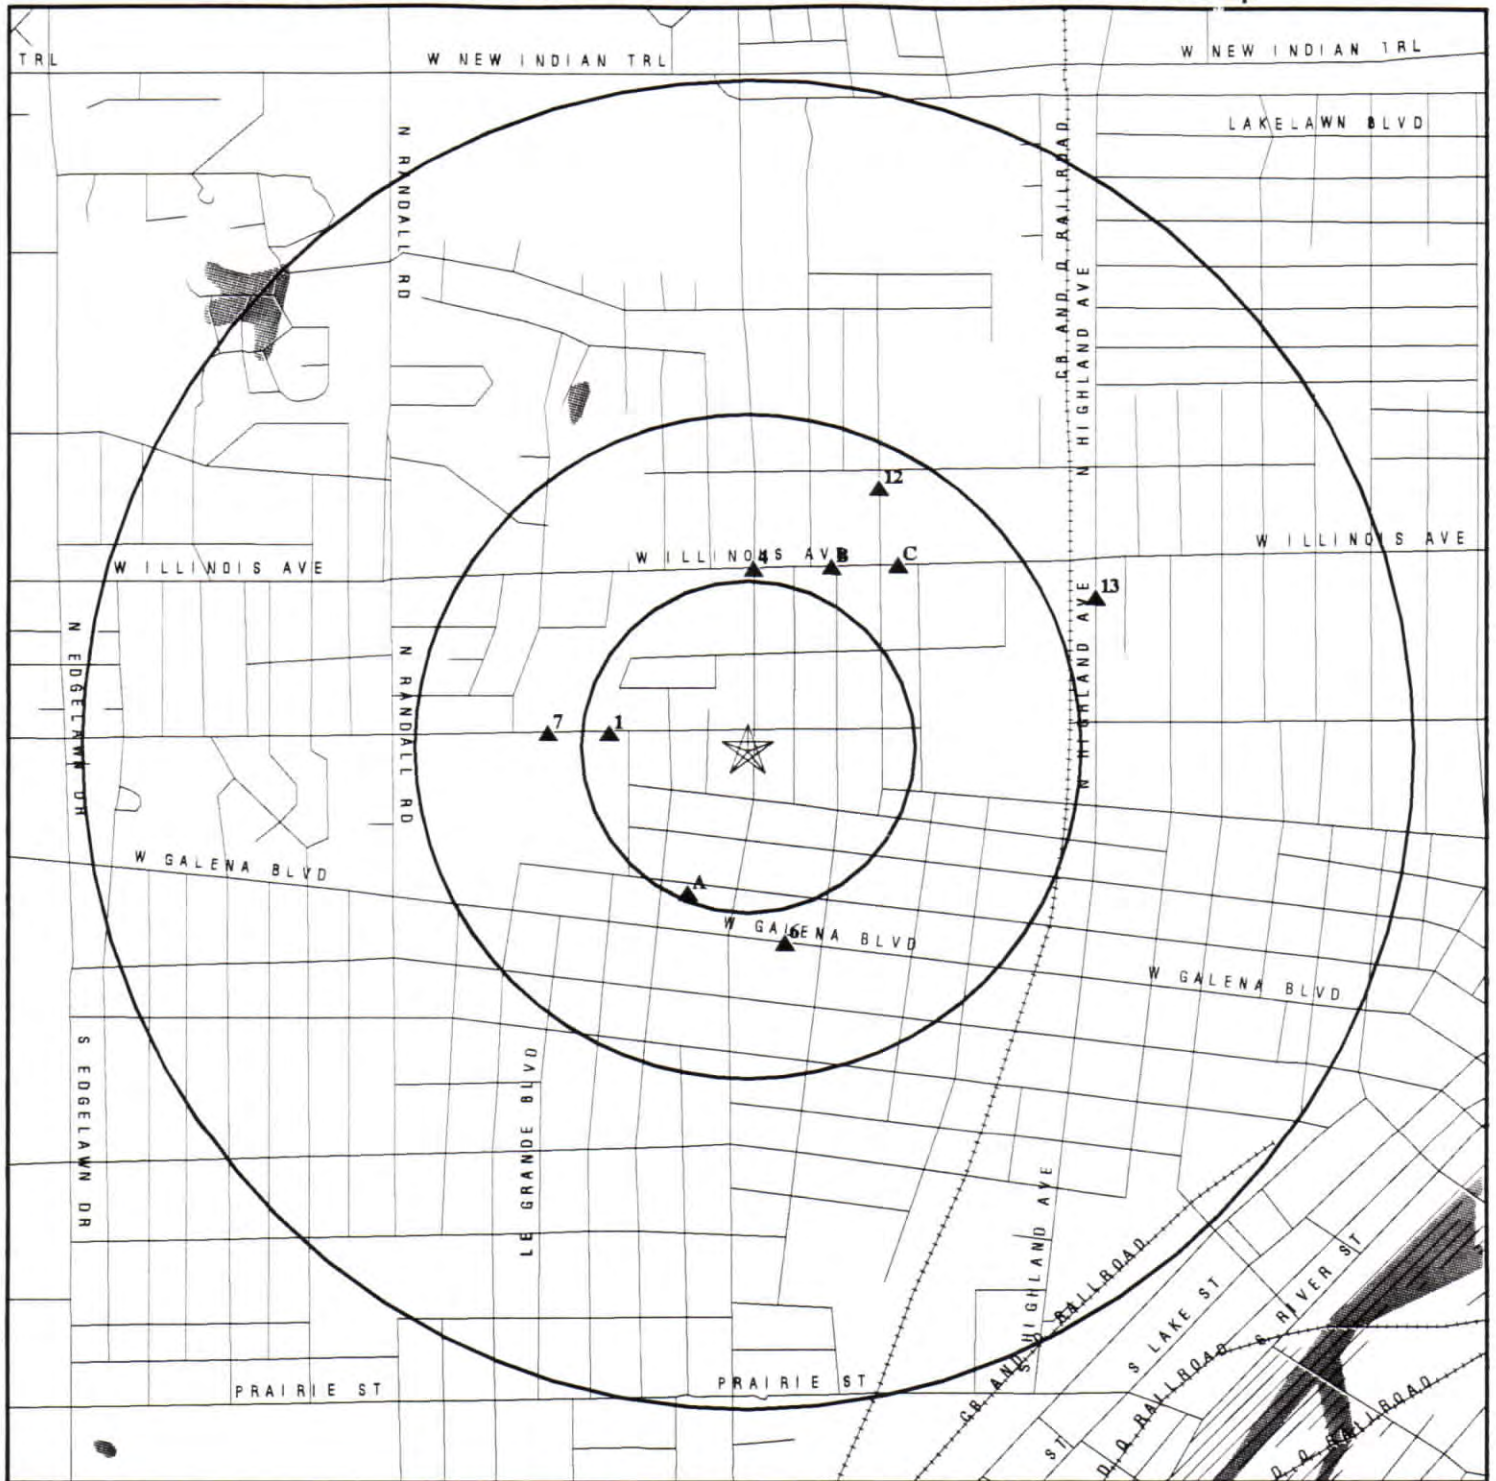 TRL
W NEW INDIAN TRL
W NEW INDIAN TRL
LAKELAWN BLVD
N RANDALL RD
GB AND Q RAILROAD
N HIGHLAND AVE
12
W ILLINOIS AVE
4
B
C
W ILLINOIS AVE
W ILLINOIS AVE
13
N HIGHLAND AVE
N EDGELAWN DR
N RANDALL RD
7
1
W GALENA BLVD
A
W GALENA BLVD
6
W GALENA BLVD
S EDGELAWN DR
LE GRANDE BLVD
S HIGHLAND AVE
GB AND Q RAILROAD
S LAKE ST
S RIVER ST
Q RAILROAD
PRAIRIE ST
PRAIRIE ST
ST
Q RAILROAD